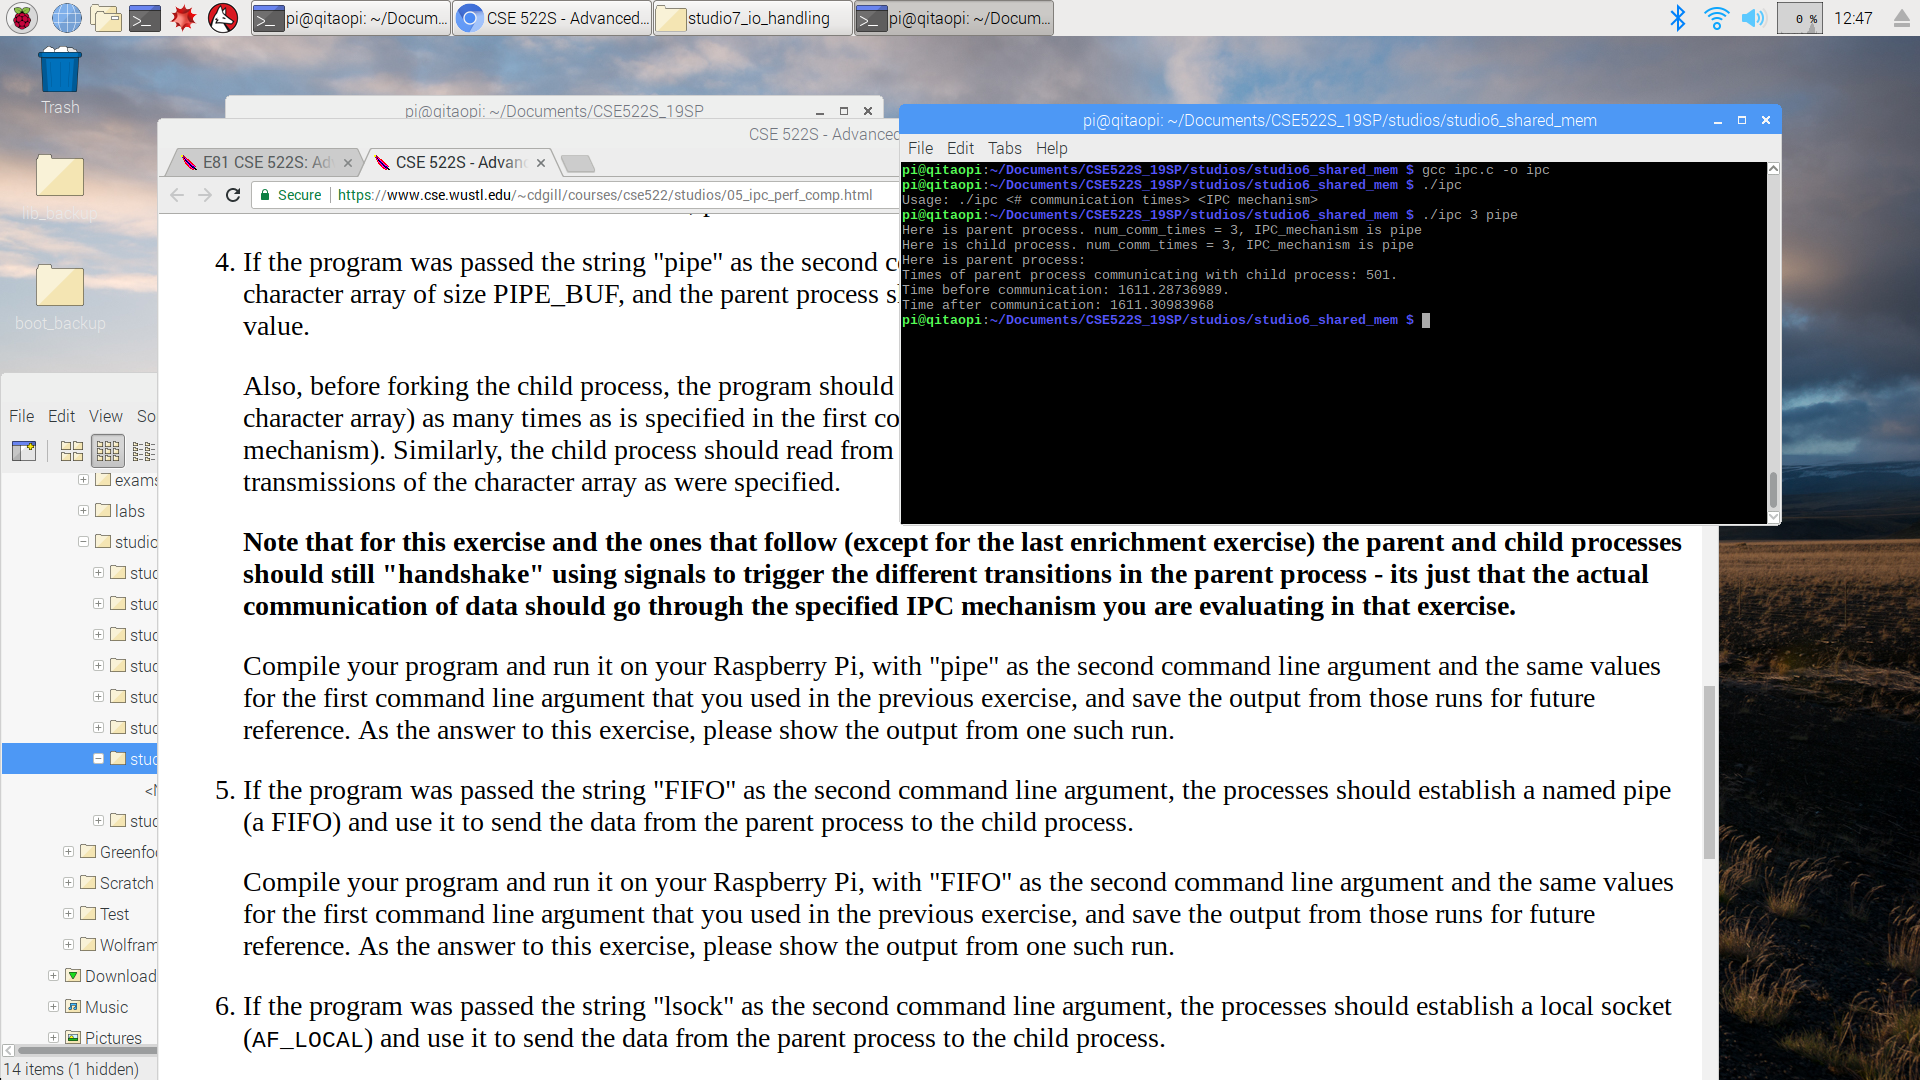 pi@qitaopi: ~/Docum...
CSE 522S - Advanced...
studio7_io_handling
pi@qitaopi: ~/Docum...
0 %
12:47
Trash
lib_backup
boot_backup
pi@qitaopi: ~/Documents/CSE522S_19SP
CSE 522S - Advanced
E81 CSE 522S: Ad
CSE 522S - Advan
Secure
https://www.cse.wustl.edu/~cdgill/courses/cse522/studios/05_ipc_perf_comp.html
4. If the program was passed the string "pipe" as the second c
character array of size PIPE_BUF, and the parent process s
value.
Also, before forking the child process, the program should
character array) as many times as is specified in the first co
mechanism). Similarly, the child process should read from
transmissions of the character array as were specified.
Note that for this exercise and the ones that follow (except for the last enrichment exercise) the parent and child processes
should still "handshake" using signals to trigger the different transitions in the parent process - its just that the actual
communication of data should go through the specified IPC mechanism you are evaluating in that exercise.
Compile your program and run it on your Raspberry Pi, with "pipe" as the second command line argument and the same values
for the first command line argument that you used in the previous exercise, and save the output from those runs for future
reference. As the answer to this exercise, please show the output from one such run.
5. If the program was passed the string "FIFO" as the second command line argument, the processes should establish a named pipe
(a FIFO) and use it to send the data from the parent process to the child process.
Compile your program and run it on your Raspberry Pi, with "FIFO" as the second command line argument and the same values
for the first command line argument that you used in the previous exercise, and save the output from those runs for future
reference. As the answer to this exercise, please show the output from one such run.
6. If the program was passed the string "lsock" as the second command line argument, the processes should establish a local socket
(AF_LOCAL) and use it to send the data from the parent process to the child process.
pi@qitaopi: ~/Documents/CSE522S_19SP/studios/studio6_shared_mem
File Edit Tabs Help
pi@qitaopi:~/Documents/CSE522S_19SP/studios/studio6_shared_mem $ gcc ipc.c -o ipc
pi@qitaopi:~/Documents/CSE522S_19SP/studios/studio6_shared_mem $ ./ipc
Usage: ./ipc <# communication times> <IPC mechanism>
pi@qitaopi:~/Documents/CSE522S_19SP/studios/studio6_shared_mem $ ./ipc 3 pipe
Here is parent process. num_comm_times = 3, IPC_mechanism is pipe
Here is child process. num_comm_times = 3, IPC_mechanism is pipe
Here is parent process:
Times of parent process communicating with child process: 501.
Time before communication: 1611.28736989.
Time after communication: 1611.30983968
pi@qitaopi:~/Documents/CSE522S_19SP/studios/studio6_shared_mem $
File Edit View So
exams
labs
studio
stud
stud
stud
stud
stud
stud
stud
<N
stud
Greenfoo
Scratch
Test
Wolfram
Download
Music
Pictures
14 items (1 hidden)